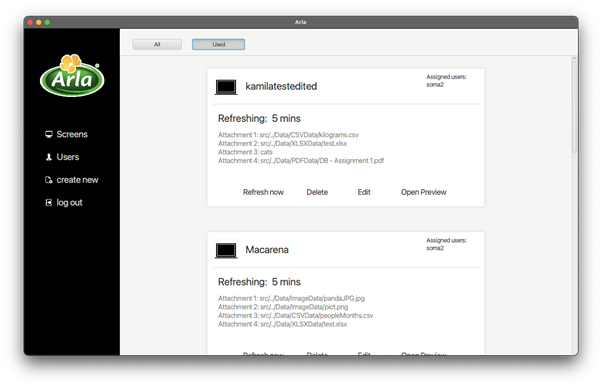 Arla
All
Used
Arla
Screens
Users
create new
log out
kamilatestedited
Assigned users:
soma2
Refreshing: 5 mins
Attachment 1: src/../Data/CSVData/kilograms.csv
Attachment 2: src/../Data/XLSXData/test.xlsx
Attachment 3: cats
Attachment 4: src/../Data/PDFData/DB - Assignment 1.pdf
Refresh now
Delete
Edit
Open Preview
Macarena
Assigned users:
soma2
Refreshing: 5 mins
Attachment 1: src/../Data/ImageData/pandaJPG.jpg
Attachment 2: src/../Data/ImageData/pict.png
Attachment 3: src/../Data/CSVData/peopleMonths.csv
Attachment 4: src/../Data/XLSXData/test.xlsx
Refresh now
Delete
Edit
Open Preview